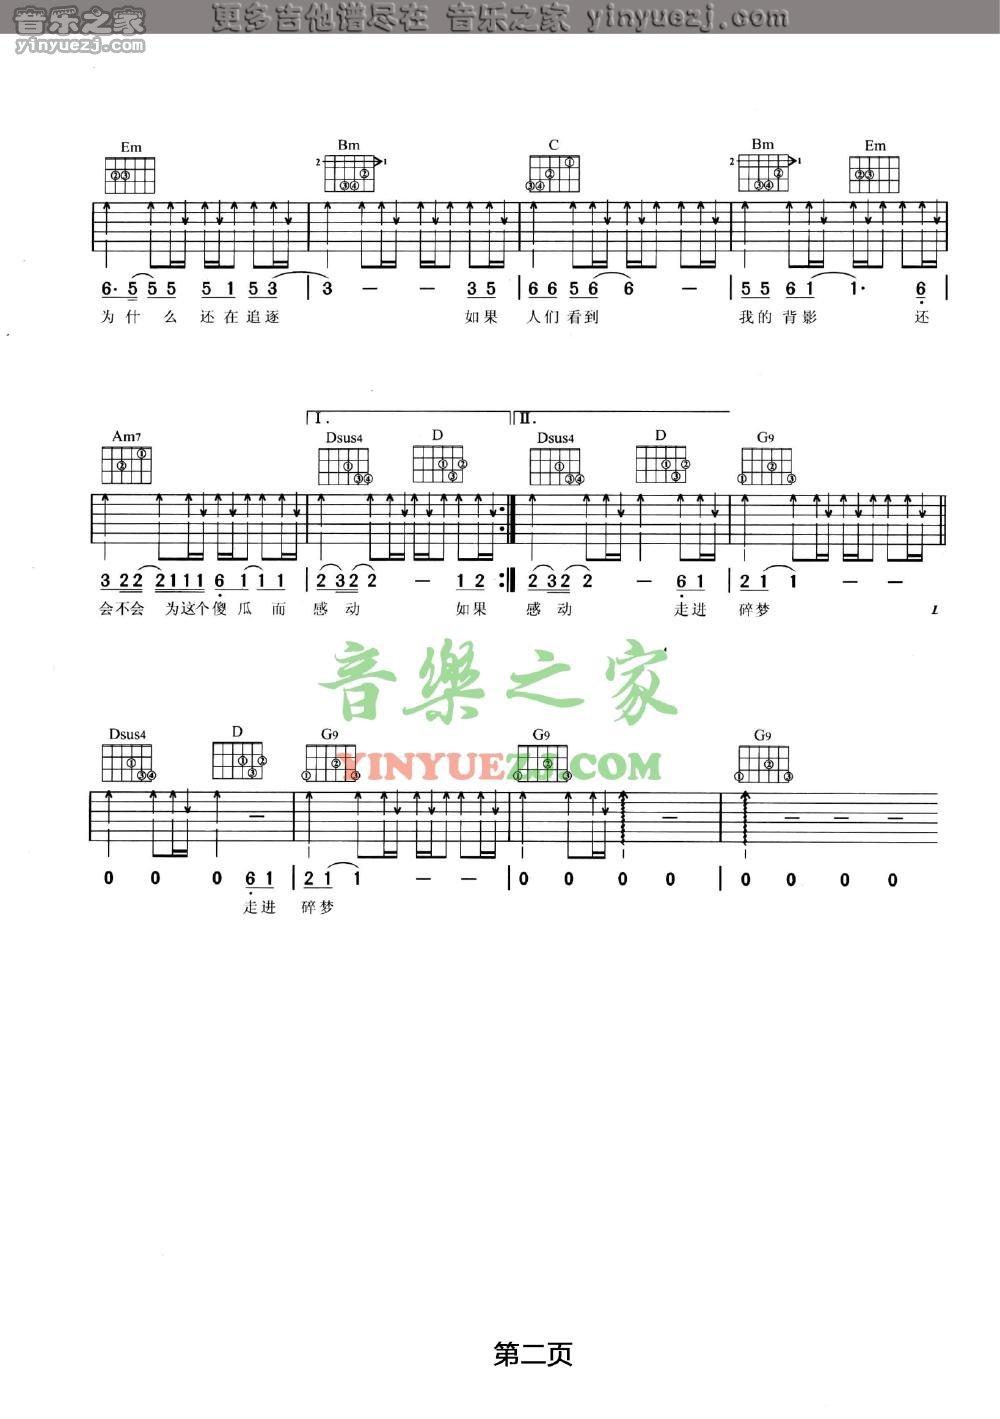 音乐之家 更多吉他谱尽在 音乐之家 yinyuezj.com
yinyuezj.com
Em Bm C Bm Em
2 1 2 1
6· 5 5 5 5 1 5 3 | 3 — — 3 5 | 6 6 5 6 6 — | 5 5 6 1 1· 6 |
为什么 还在追逐 如果 人们看到 我的背影 还
I. II.
Am7 Dsus4 D Dsus4 D G9
3 2 2 2 1 1 1 6 1 1 1 | 2 3 2 2 — 1 2 :| 2 3 2 2 — 6 1 | 2 1 1 — —
会不会 为这个傻瓜而 感动 如果 感动 走进 碎梦
音樂之家
YINYUEZJ.COM
Dsus4 D G9 G9 G9
0 0 0 6 1 | 2 1 1 — — | 0 0 0 0 | 0 0 0 0
走进 碎梦
第二页